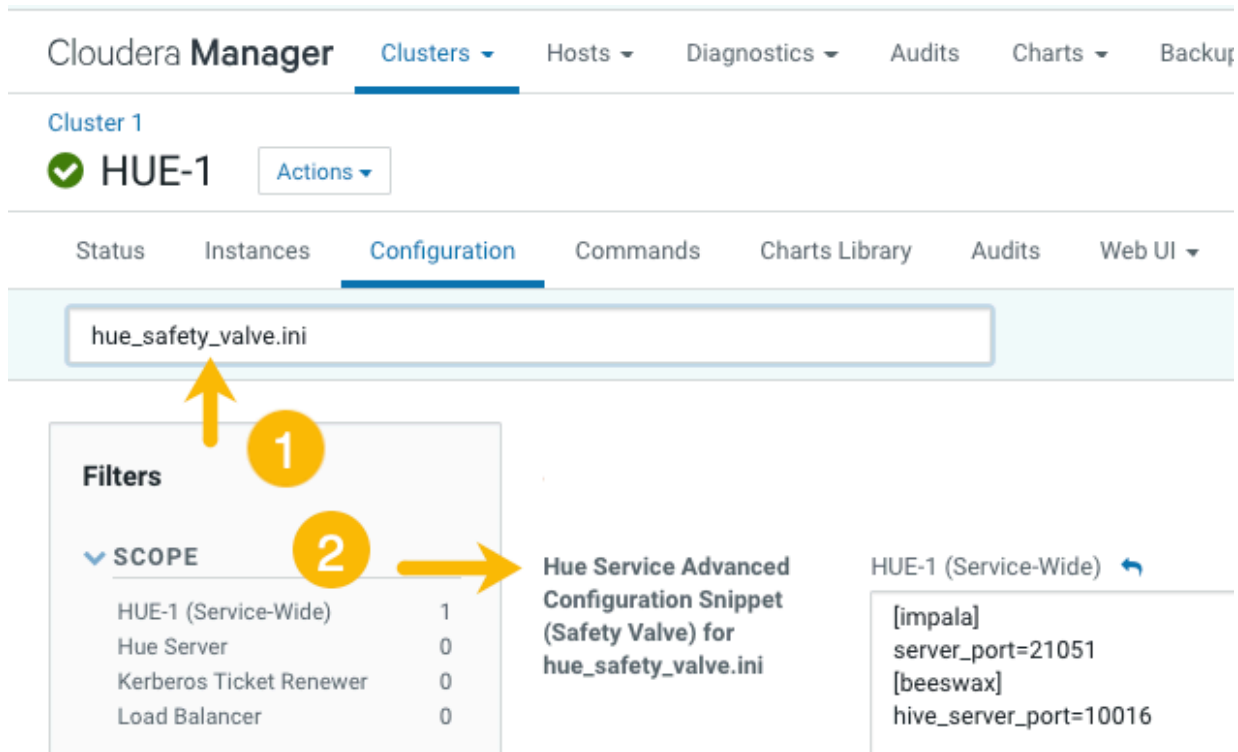 Cloudera Manager Clusters Hosts Diagnostics Audits Charts
Cluster 1
HUE-1 Actions
Status Instances Configuration Commands Charts Library Audits Web UI
hue_safety_valve.ini
1
Filters
2
SCOPE
HUE-1 (Service-Wide) 1
Hue Server 0
Kerberos Ticket Renewer 0
Load Balancer 0
Hue Service Advanced
Configuration Snippet
(Safety Valve) for
hue_safety_valve.ini
HUE-1 (Service-Wide)
[impala]
server_port=21051
[beeswax]
hive_server_port=10016